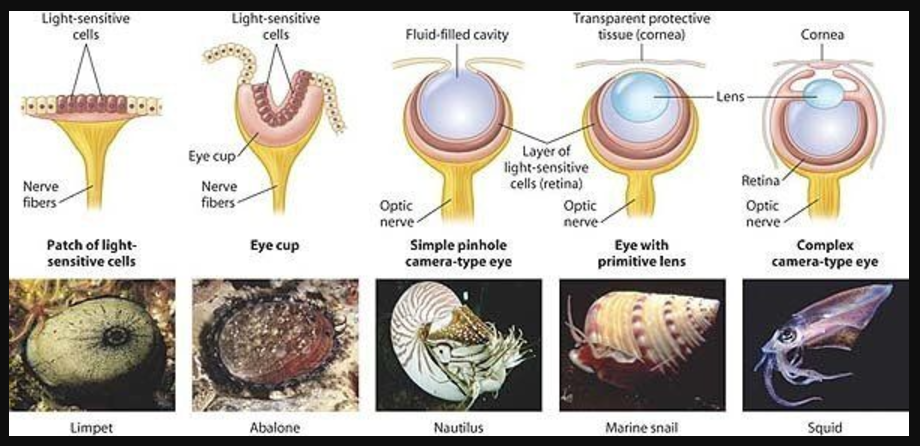 Light-sensitive
cells
Light-sensitive
cells
Fluid-filled cavity
Transparent protective
tissue (cornea)
Cornea
Lens
Eye cup
Layer of
light-sensitive
cells (retina)
Nerve
fibers
Nerve
fibers
Optic
nerve
Optic
nerve
Retina
Optic
nerve
Patch of light-
sensitive cells
Eye cup
Simple pinhole
camera-type eye
Eye with
primitive lens
Complex
camera-type eye
Limpet
Abalone
Nautilus
Marine snail
Squid